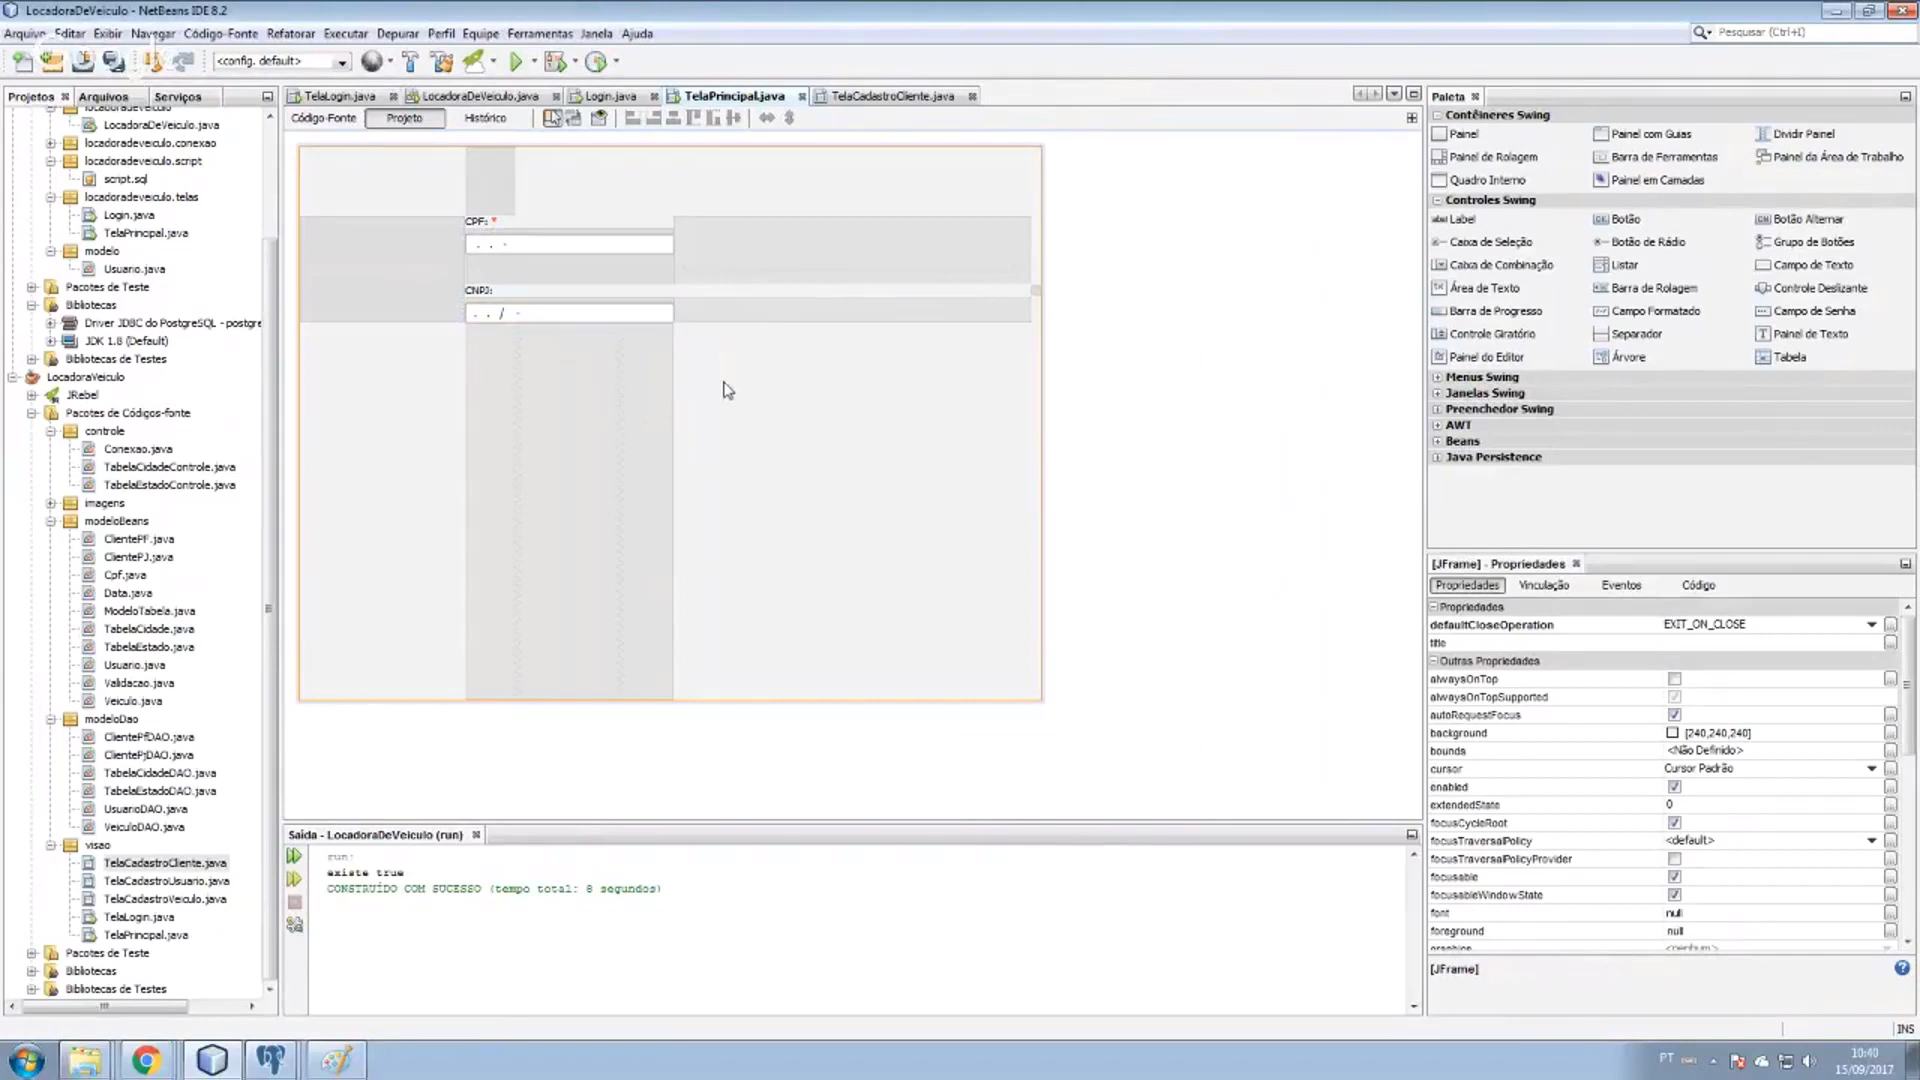 LocadoraDeVeiculo - NetBeans IDE 8.2
Arquivo Editar Exibir Navegar Código-Fonte Refatorar Executar Depurar Perfil Equipe Ferramentas Janela Ajuda
Pesquisar (Ctrl+I)
<config. default>
Projetos Arquivos Serviços
TelaLogin.java LocadoraDeVeiculo.java Login.java TelaPrincipal.java TelaCadastroCliente.java
Código-Fonte Projeto Histórico
locadoradeveiculo
LocadoraDeVeiculo.java
locadoradeveiculo.conexao
locadoradeveiculo.script
script.sql
locadoradeveiculo.telas
Login.java
TelaPrincipal.java
modelo
Usuario.java
Pacotes de Teste
Bibliotecas
Driver JDBC do PostgreSQL - postgre
JDK 1.8 (Default)
Bibliotecas de Testes
LocadoraVeiculo
JRebel
Pacotes de Códigos-fonte
controle
Conexao.java
TabelaCidadeControle.java
TabelaEstadoControle.java
imagens
modeloBeans
ClientePF.java
ClientePJ.java
Cpf.java
Data.java
ModeloTabela.java
TabelaCidade.java
TabelaEstado.java
Usuario.java
Validacao.java
Veiculo.java
modeloDao
ClientePfDAO.java
ClientePjDAO.java
TabelaCidadeDAO.java
TabelaEstadoDAO.java
UsuarioDAO.java
VeiculoDAO.java
visao
TelaCadastroCliente.java
TelaCadastroUsuario.java
TelaCadastroVeiculo.java
TelaLogin.java
TelaPrincipal.java
Pacotes de Teste
Bibliotecas
Bibliotecas de Testes
CPF: *
. . -
CNPJ:
. . / -
Saída - LocadoraDeVeiculo (run)
run:
existe true
CONSTRUÍDO COM SUCESSO (tempo total: 8 segundos)
Paleta
Contêineres Swing
Painel Painel com Guias Dividir Painel
Painel de Rolagem Barra de Ferramentas Painel da Área de Trabalho
Quadro Interno Painel em Camadas
Controles Swing
label Label OK Botão ON Botão Alternar
Caixa de Seleção Botão de Rádio Grupo de Botões
Caixa de Combinação Listar Campo de Texto
Área de Texto Barra de Rolagem Controle Deslizante
Barra de Progresso Campo Formatado Campo de Senha
Controle Giratório Separador Painel de Texto
Painel do Editor Árvore Tabela
Menus Swing
Janelas Swing
Preenchedor Swing
AWT
Beans
Java Persistence
[JFrame] - Propriedades
Propriedades Vinculação Eventos Código
Propriedades
defaultCloseOperation EXIT_ON_CLOSE
title
Outras Propriedades
alwaysOnTop
alwaysOnTopSupported
autoRequestFocus
background [240,240,240]
bounds <Não Definido>
cursor Cursor Padrão
enabled
extendedState 0
focusCycleRoot
focusTraversalPolicy <default>
focusTraversalPolicyProvider
focusable
focusableWindowState
font null
foreground null
graphics <nenhum>
[JFrame]
INS
PT
10:40
15/09/2017